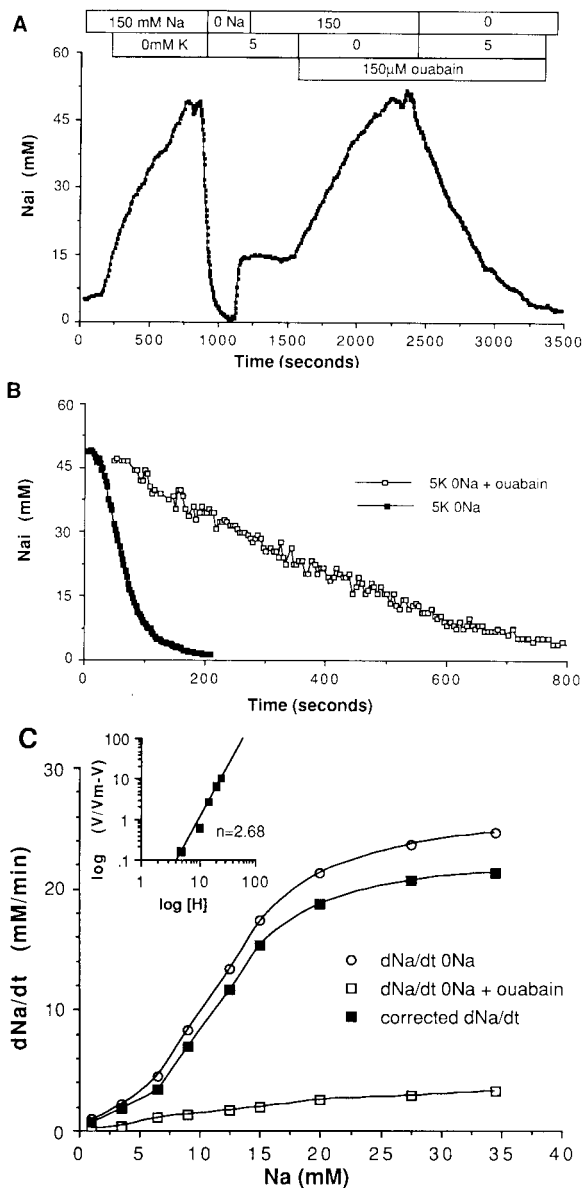 A
150 mM Na 0 Na 150 0
0mM K 5 0 5
150µM ouabain
60
45
30
15
0
Nai (mM)
0 500 1000 1500 2000 2500 3000 3500
Time (seconds)
B
60
45
30
15
0
Nai (mM)
5K 0Na + ouabain
5K 0Na
0 200 400 600 800
Time (seconds)
C
30
20
10
0
dNa/dt (mM/min)
100
10
1
.1
log (V/Vm-V)
n=2.68
1 10 100
log [H]
dNa/dt 0Na
dNa/dt 0Na + ouabain
corrected dNa/dt
0 5 10 15 20 25 30 35 40
Na (mM)